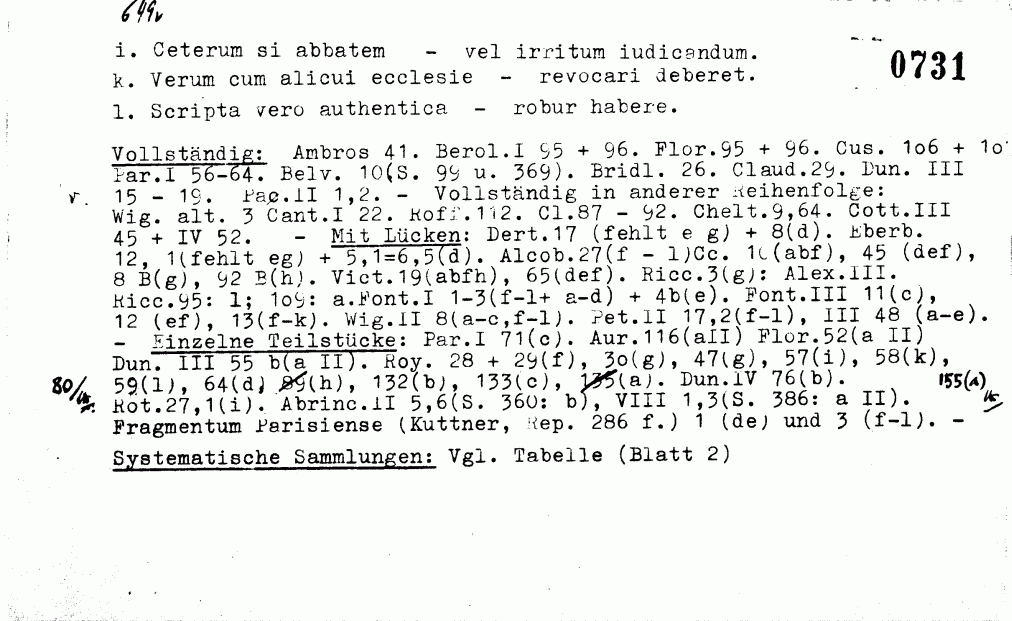 649v
i. Ceterum si abbatem - vel irritum iudicandum.
0731
k. Verum cum alicui ecclesie - revocari deberet.
l. Scripta vero authentica - robur habere.
Vollständig: Ambros 41. Berol.I 95 + 96. Flor.95 + 96. Cus. 1o6 + 1o
Par.I 56-64. Belv. 10(S. 99 u. 369). Bridl. 26. Claud.29. Dun. III
v. 15 - 19. Pac.II 1,2. - Vollständig in anderer Reihenfolge:
Wig. alt. 3 Cant.I 22. Roff.112. Cl.87 - 92. Chelt.9,64. Cott.III
45 + IV 52. - Mit Lücken: Dert.17 (fehlt e g) + 8(d). Eberb.
12, 1(fehlt eg) + 5,1=6,5(d). Alcob.27(f - l)Cc. 10(abf), 45 (def),
8 B(g), 92 B(h). Vict.19(abfh), 65(def). Ricc.3(g): Alex.III.
Ricc.95: l; 1o9: a.Font.I 1-3(f-l+ a-d) + 4b(e). Font.III 11(c),
12 (ef), 13(f-k). Wig.II 8(a-c,f-l). Pet.II 17,2(f-l), III 48 (a-e).
- Einzelne Teilstücke: Par.I 71(c). Aur.116(aII) Flor.52(a II)
Dun. III 55 b(a II). Roy. 28 + 29(f), 3o(g), 47(g), 57(i), 58(k),
80/ 59(l), 64(d) 89(h), 132(b), 133(c), 135(a). Dun.IV 76(b). 155(a)
Rot.27,1(i). Abrinc.II 5,6(S. 360: b), VIII 1,3(S. 386: a II).
Fragmentum Parisiense (Kuttner, Rep. 286 f.) 1 (de) und 3 (f-l). -
Systematische Sammlungen: Vgl. Tabelle (Blatt 2)